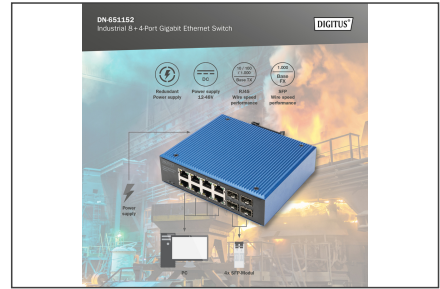 DN-651152
Industrial 8+4-Port Gigabit Ethernet Switch
DIGITUS®
DC
10 / 100
/ 1.000
Base TX
1.000
Base
FX
Redundant
Power supply
Power supply
12-48V
RJ45
Wire speed
performance
SFP
Wire speed
performance
Power
supply
PC
4x SFP-Modul